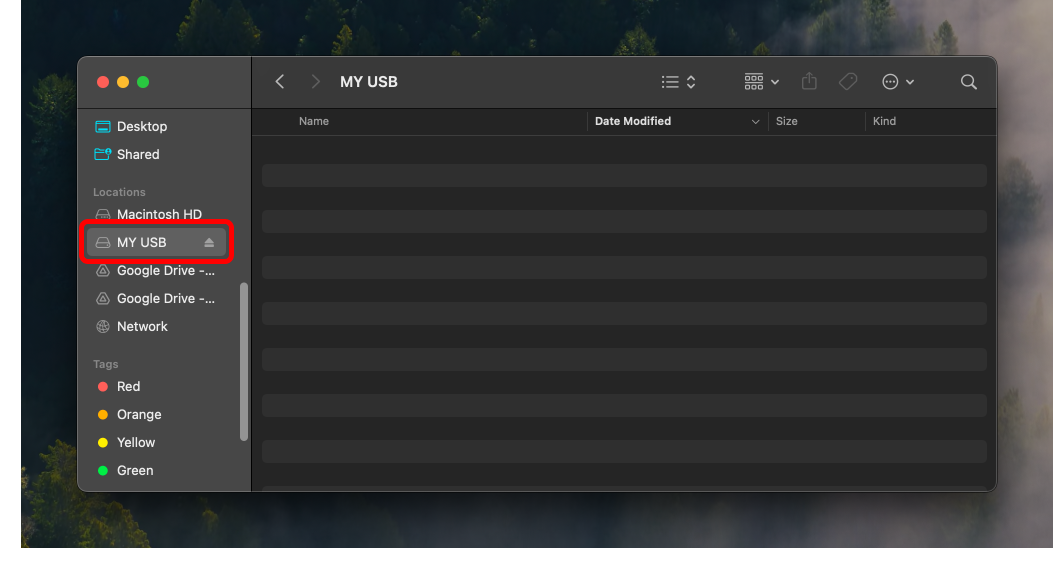 MY USB
Desktop
Shared
Locations
Macintosh HD
MY USB
Google Drive -...
Google Drive -...
Network
Tags
Red
Orange
Yellow
Green
Name Date Modified Size Kind